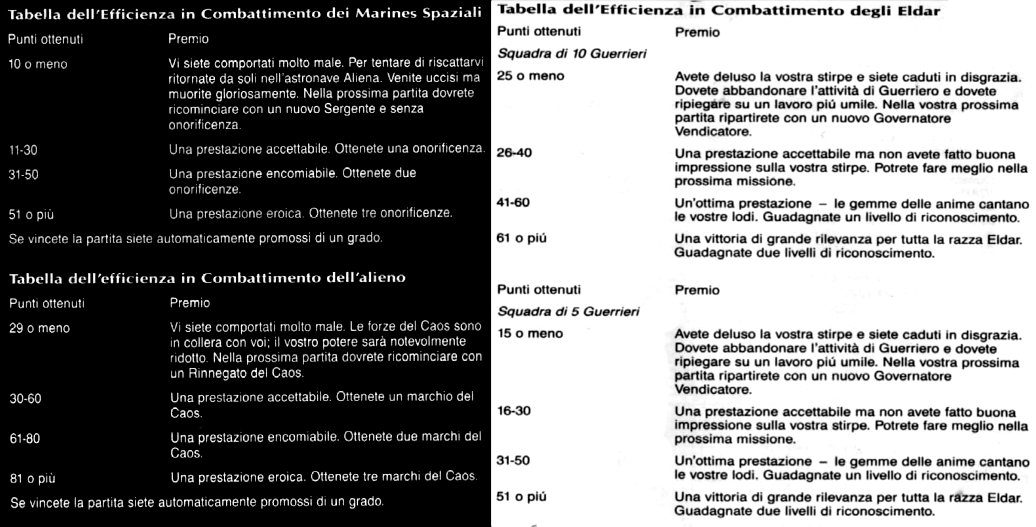 Tabella dell'Efficienza in Combattimento dei Marines Spaziali
Punti ottenuti Premio
10 o meno Vi siete comportati molto male. Per tentare di riscattarvi
ritornate da soli nell'astronave Aliena. Venite uccisi ma
muorite gloriosamente. Nella prossima partita dovrete
ricominciare con un nuovo Sergente e senza
onorificenza.
11-30 Una prestazione accettabile. Ottenete una onorificenza.
31-50 Una prestazione encomiabile. Ottenete due
onorificenze.
51 o più Una prestazione eroica. Ottenete tre onorificenze.
Se vincete la partita siete automaticamente promossi di un grado.
Tabella dell'efficienza in Combattimento dell'alieno
Punti ottenuti Premio
29 o meno Vi siete comportati molto male. Le forze del Caos sono
in collera con voi; il vostro potere sarà notevolmente
ridotto. Nella prossima partita dovrete ricominciare con
un Rinnegato del Caos.
30-60 Una prestazione accettabile. Ottenete un marchio del
Caos.
61-80 Una prestazione encomiabile. Ottenete due marchi del
Caos.
81 o più Una prestazione eroica. Ottenete tre marchi del Caos.
Se vincete la partita siete automaticamente promossi di un grado.
Tabella dell'Efficienza in Combattimento degli Eldar
Punti ottenuti Premio
Squadra di 10 Guerrieri
25 o meno Avete deluso la vostra stirpe e siete caduti in disgrazia.
Dovete abbandonare l'attività di Guerriero e dovete
ripiegare su un lavoro piú umile. Nella vostra prossima
partita ripartirete con un nuovo Governatore
Vendicatore.
26-40 Una prestazione accettabile ma non avete fatto buona
impressione sulla vostra stirpe. Potrete fare meglio nella
prossima missione.
41-60 Un'ottima prestazione – le gemme delle anime cantano
le vostre lodi. Guadagnate un livello di riconoscimento.
61 o piú Una vittoria di grande rilevanza per tutta la razza Eldar.
Guadagnate due livelli di riconoscimento.
Punti ottenuti Premio
Squadra di 5 Guerrieri
15 o meno Avete deluso la vostra stirpe e siete caduti in disgrazia.
Dovete abbandonare l'attività di Guerriero e dovete
ripiegare su un lavoro piú umile. Nella vostra prossima
partita ripartirete con un nuovo Governatore
Vendicatore.
16-30 Una prestazione accettabile ma non avete fatto buona
impressione sulla vostra stirpe. Potrete fare meglio nella
prossima missione.
31-50 Un'ottima prestazione – le gemme delle anime cantano
le vostre lodi. Guadagnate un livello di riconoscimento.
51 o piú Una vittoria di grande rilevanza per tutta la razza Eldar.
Guadagnate due livelli di riconoscimento.